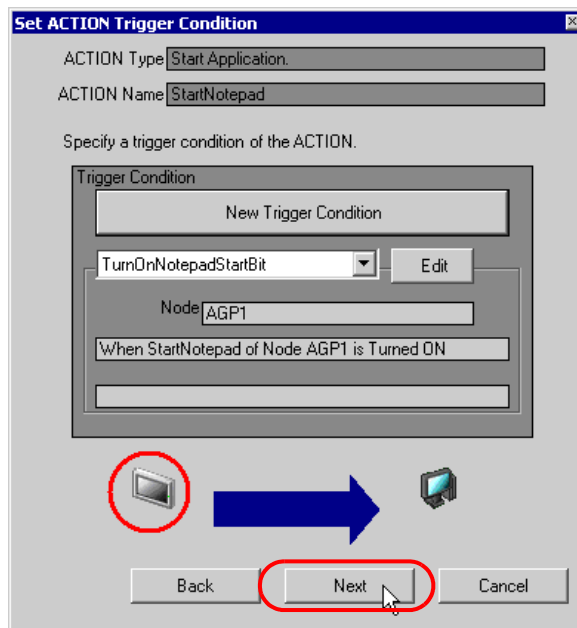 Set ACTION Trigger Condition
ACTION Type Start Application.
ACTION Name StartNotepad
Specify a trigger condition of the ACTION.
Trigger Condition
New Trigger Condition
TurnOnNotepadStartBit Edit
Node AGP1
When StartNotepad of Node AGP1 is Turned ON
Back Next Cancel